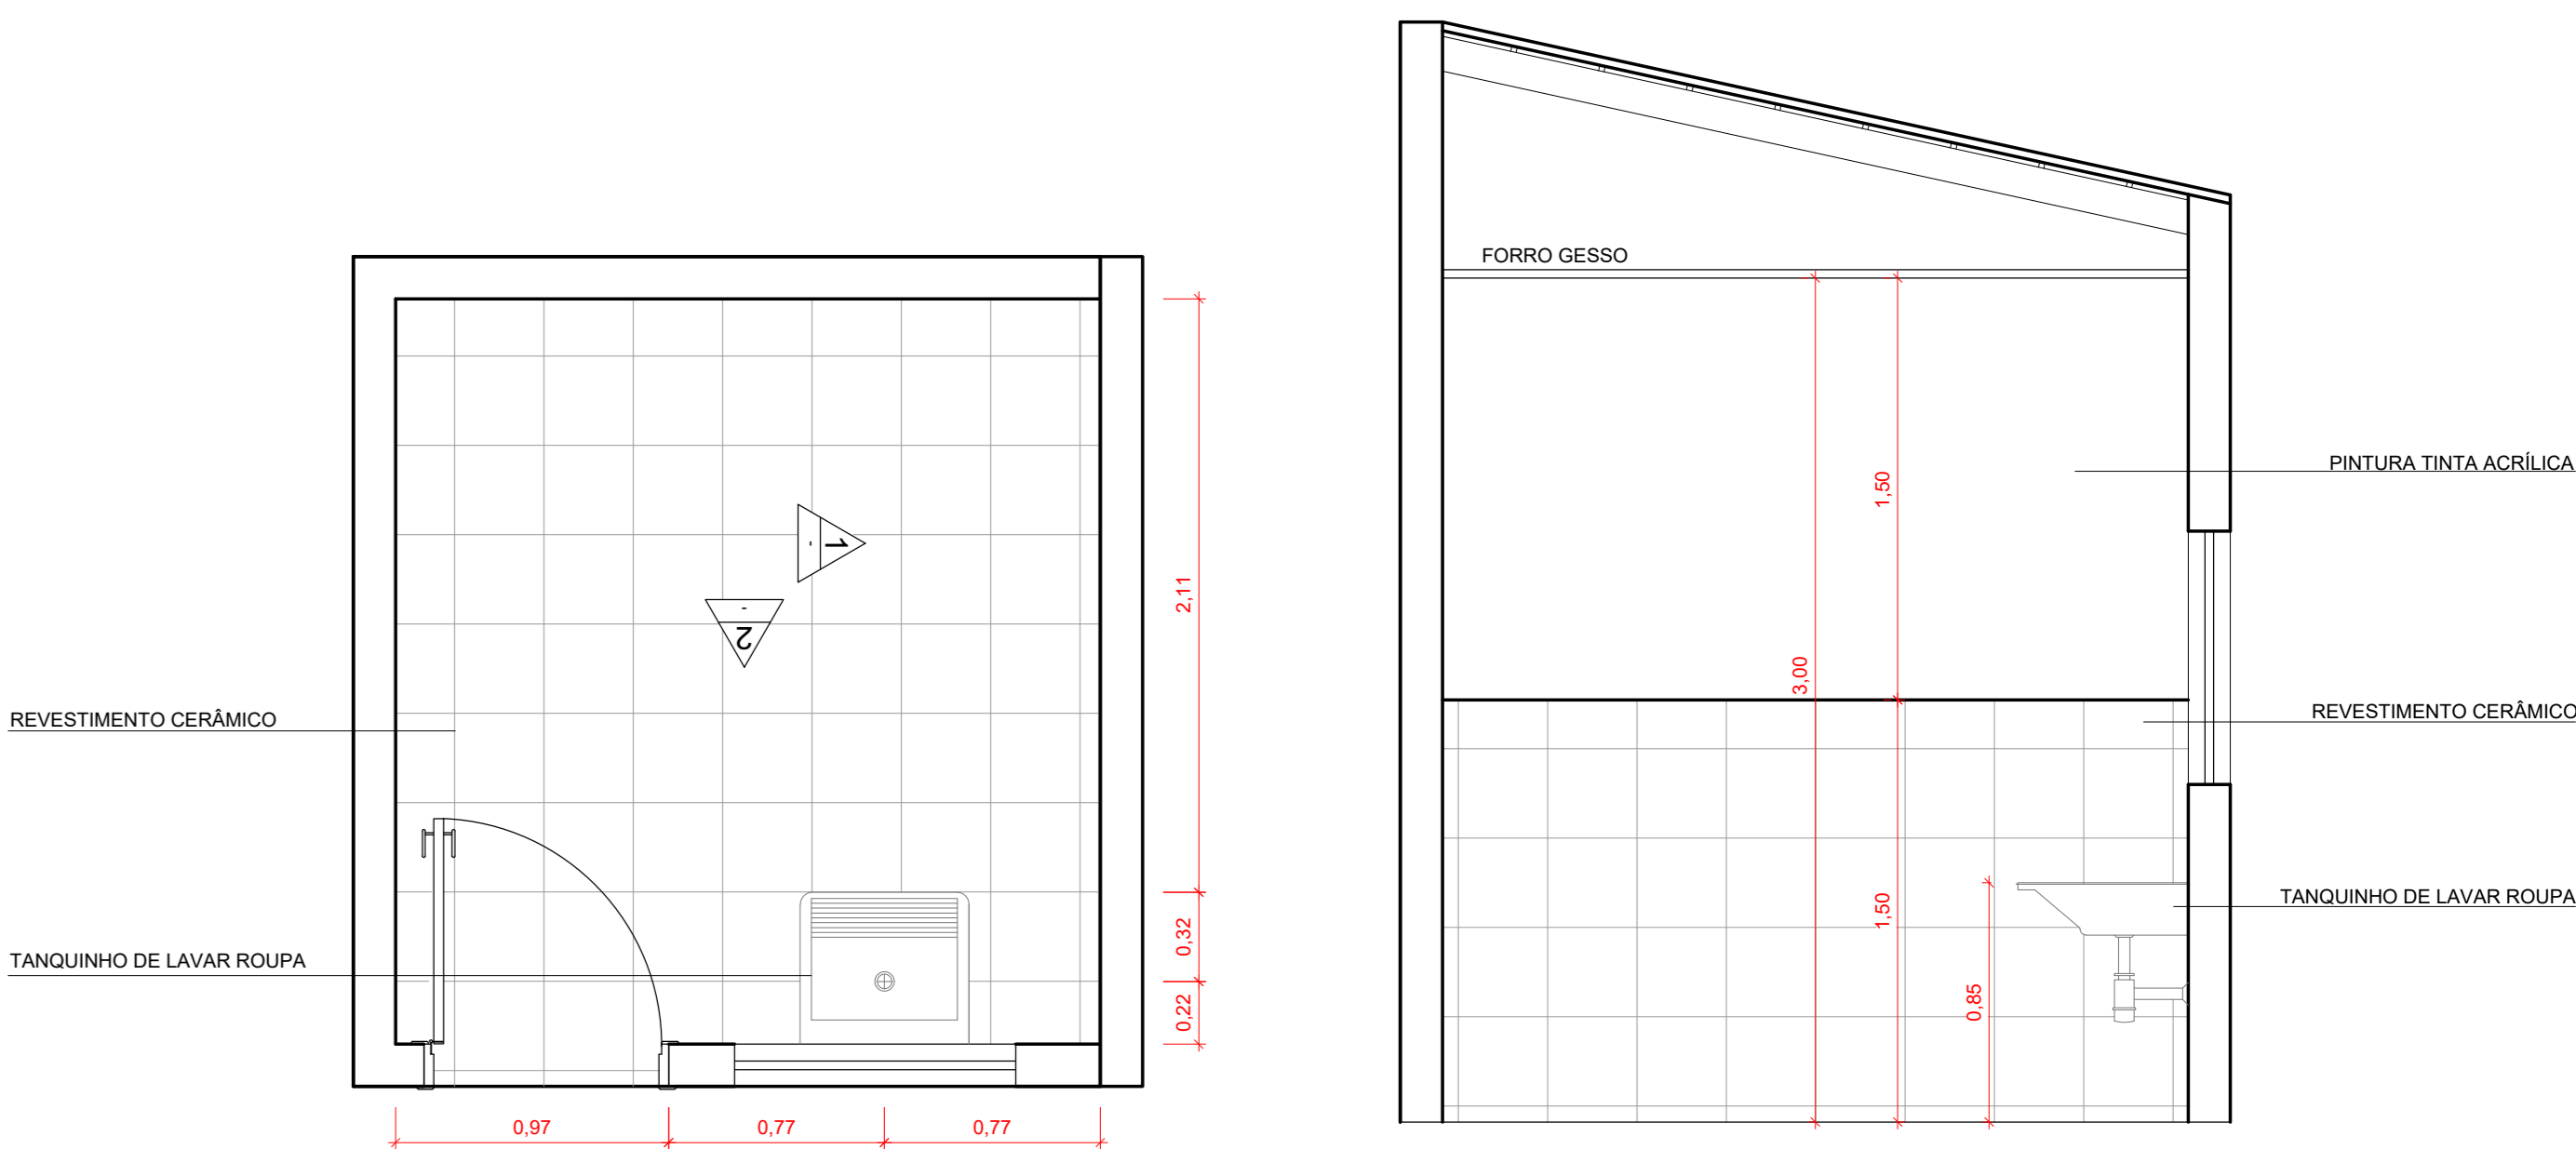 REVESTIMENTO CERÂMICO
TANQUINHO DE LAVAR ROUPA
1
-
-
2
2,11
0,32
0,22
0,97
0,77
0,77
FORRO GESSO
1,50
3,00
1,50
0,85
PINTURA TINTA ACRÍLICA
REVESTIMENTO CERÂMICO
TANQUINHO DE LAVAR ROUPA